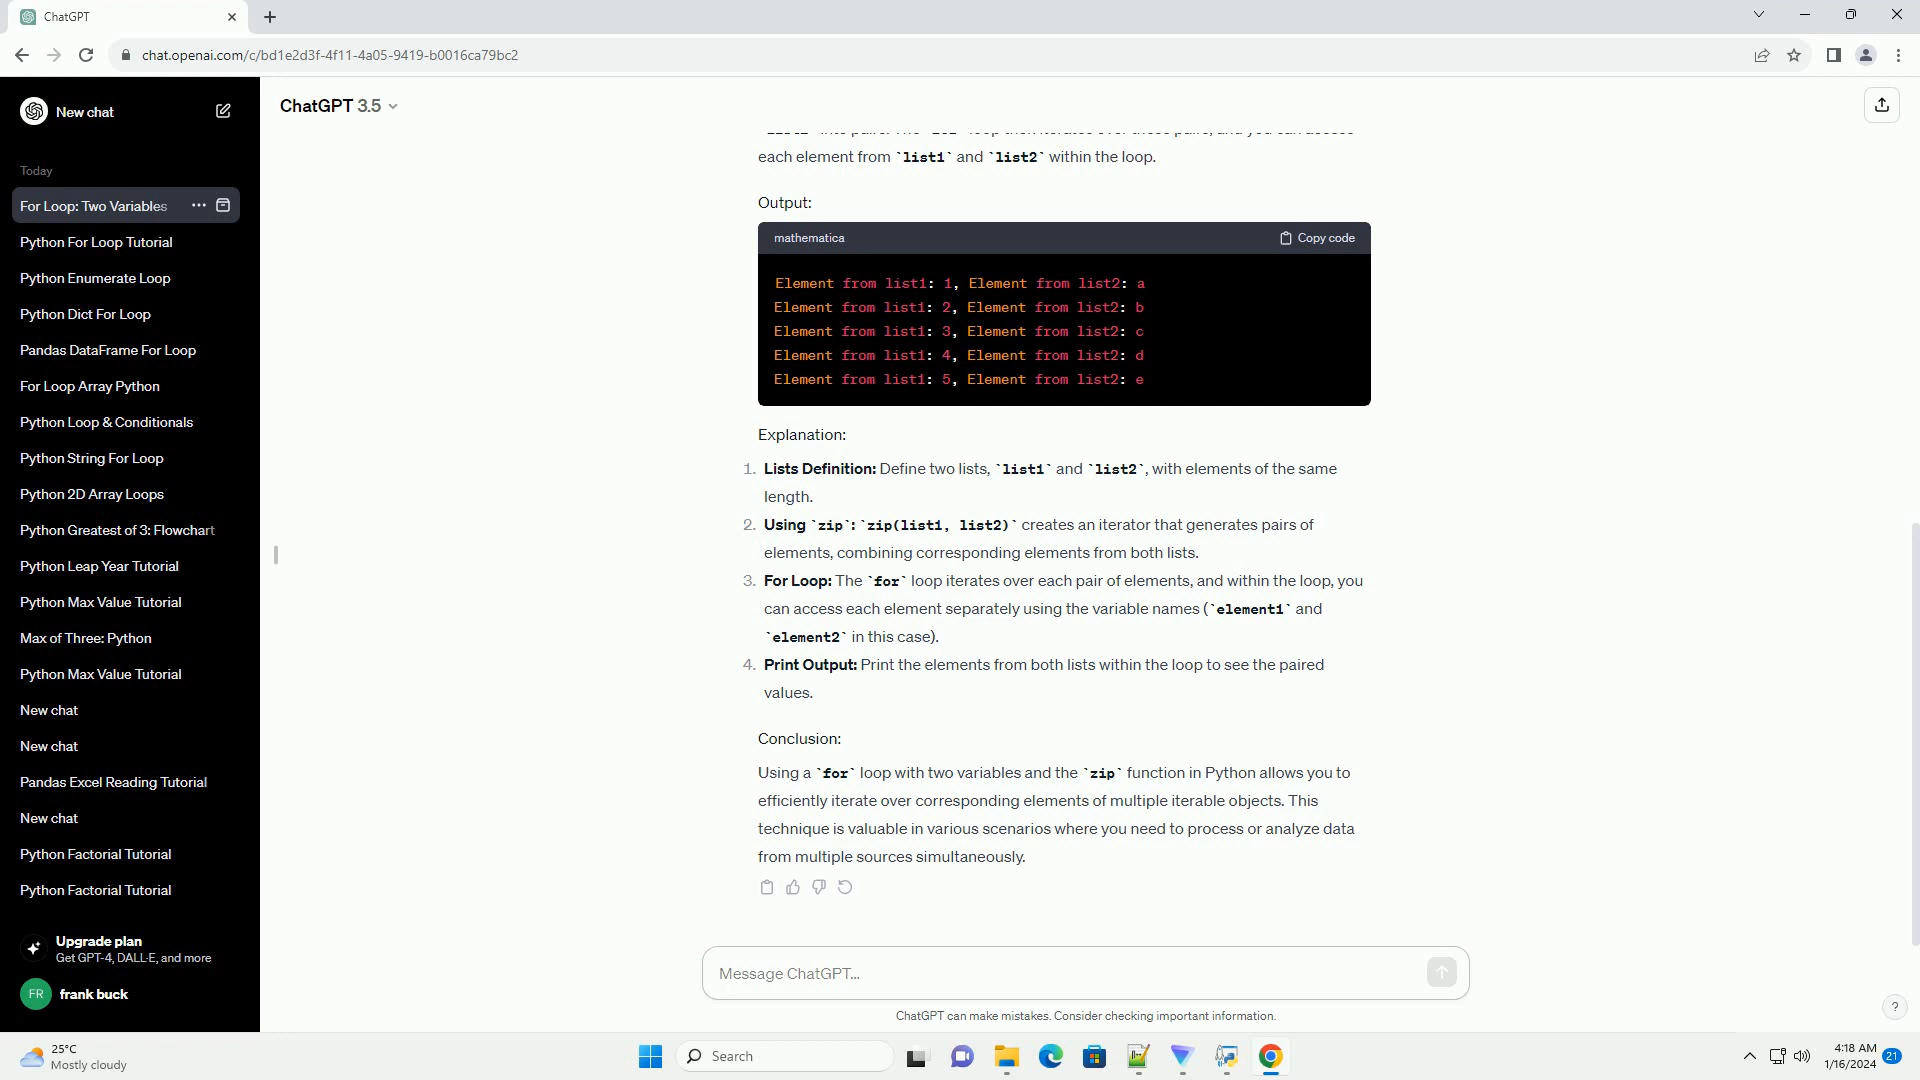 ChatGPT
chat.openai.com/c/bd1e2d3f-4f11-4a05-9419-b0016ca79bc2
New chat
ChatGPT 3.5
Today
For Loop: Two Variables
Python For Loop Tutorial
Python Enumerate Loop
Python Dict For Loop
Pandas DataFrame For Loop
For Loop Array Python
Python Loop & Conditionals
Python String For Loop
Python 2D Array Loops
Python Greatest of 3: Flowchart
Python Leap Year Tutorial
Python Max Value Tutorial
Max of Three: Python
Python Max Value Tutorial
New chat
New chat
Pandas Excel Reading Tutorial
New chat
Python Factorial Tutorial
Python Factorial Tutorial
Upgrade plan
Get GPT-4, DALL·E, and more
FR frank buck
each element from `list1` and `list2` within the loop.
Output:
mathematica Copy code
Element from list1: 1, Element from list2: a
Element from list1: 2, Element from list2: b
Element from list1: 3, Element from list2: c
Element from list1: 4, Element from list2: d
Element from list1: 5, Element from list2: e
Explanation:
1. Lists Definition: Define two lists, `list1` and `list2`, with elements of the same
length.
2. Using `zip`: `zip(list1, list2)` creates an iterator that generates pairs of
elements, combining corresponding elements from both lists.
3. For Loop: The `for` loop iterates over each pair of elements, and within the loop, you
can access each element separately using the variable names (`element1` and
`element2` in this case).
4. Print Output: Print the elements from both lists within the loop to see the paired
values.
Conclusion:
Using a `for` loop with two variables and the `zip` function in Python allows you to
efficiently iterate over corresponding elements of multiple iterable objects. This
technique is valuable in various scenarios where you need to process or analyze data
from multiple sources simultaneously.
Message ChatGPT...
ChatGPT can make mistakes. Consider checking important information.
?
25°C
Mostly cloudy
Search
4:18 AM
1/16/2024
21